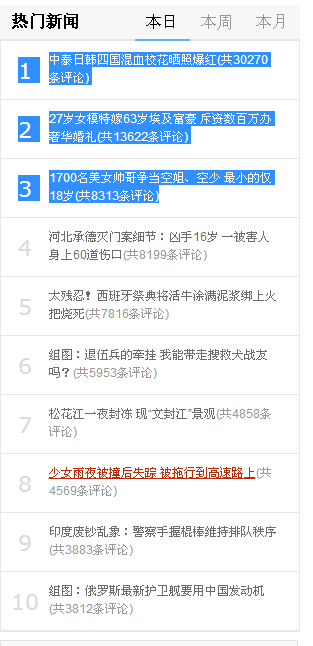 热门新闻 本日 本周 本月
1 中泰日韩四国混血校花晒照爆红(共30270
条评论)
2 27岁女模特嫁63岁埃及富豪 斥资数百万办
奢华婚礼(共13622条评论)
3 1700名美女帅哥争当空姐、空少 最小的仅
18岁(共8313条评论)
4 河北承德灭门案细节：凶手16岁 一被害人
身上60道伤口(共8199条评论)
5 太残忍！西班牙祭典将活牛涂满泥浆绑上火
把烧死(共7816条评论)
6 组图：退伍兵的牵挂 我能带走搜救犬战友
吗？(共5953条评论)
7 松花江一夜封冻 现“文封江”景观(共4858条
评论)
8 少女雨夜被撞后失踪 被拖行到高速路上(共
4569条评论)
9 印度废钞乱象：警察手握棍棒维持排队秩序
(共3883条评论)
10 组图：俄罗斯最新护卫舰要用中国发动机
(共3812条评论)